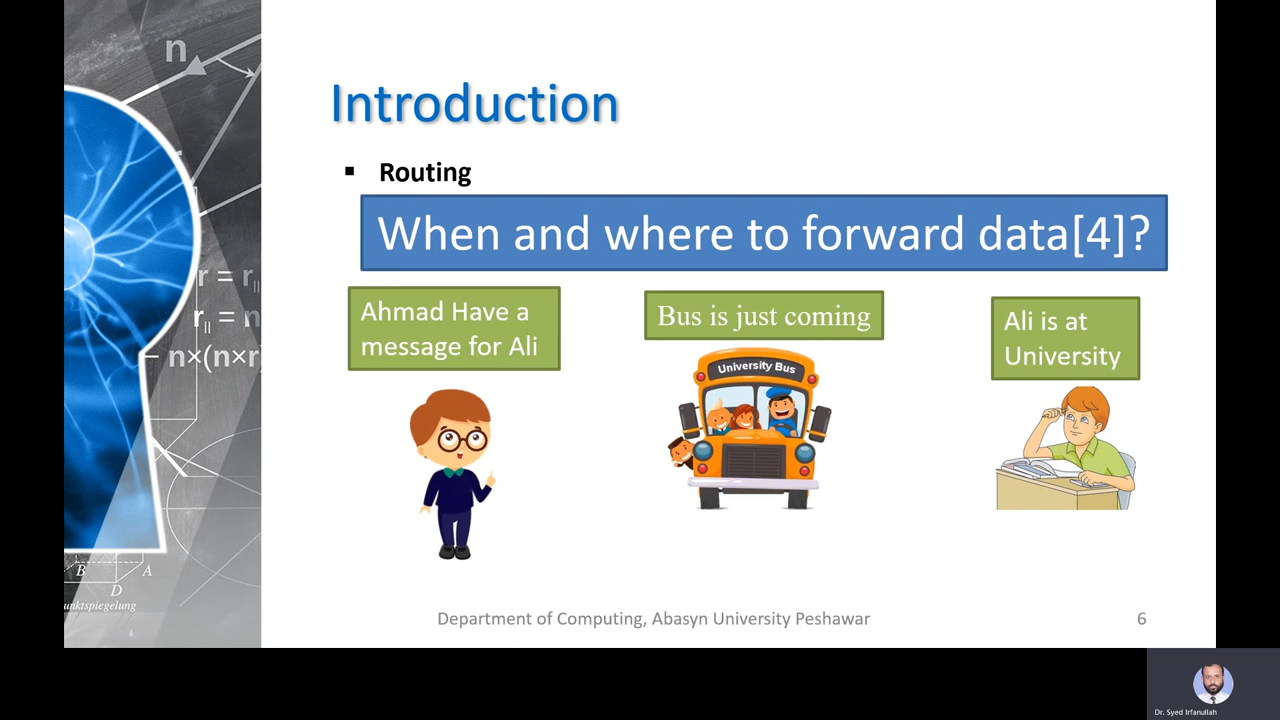 n
Introduction
▪ Routing
When and where to forward data[4]?
Ahmad Have a
message for Ali
Bus is just coming
Ali is at
University
University Bus
r = r||
r|| = n
n×(n×r)
B
A
D
unktspiegelung
Department of Computing, Abasyn University Peshawar
6
Dr. Syed Irfanullah